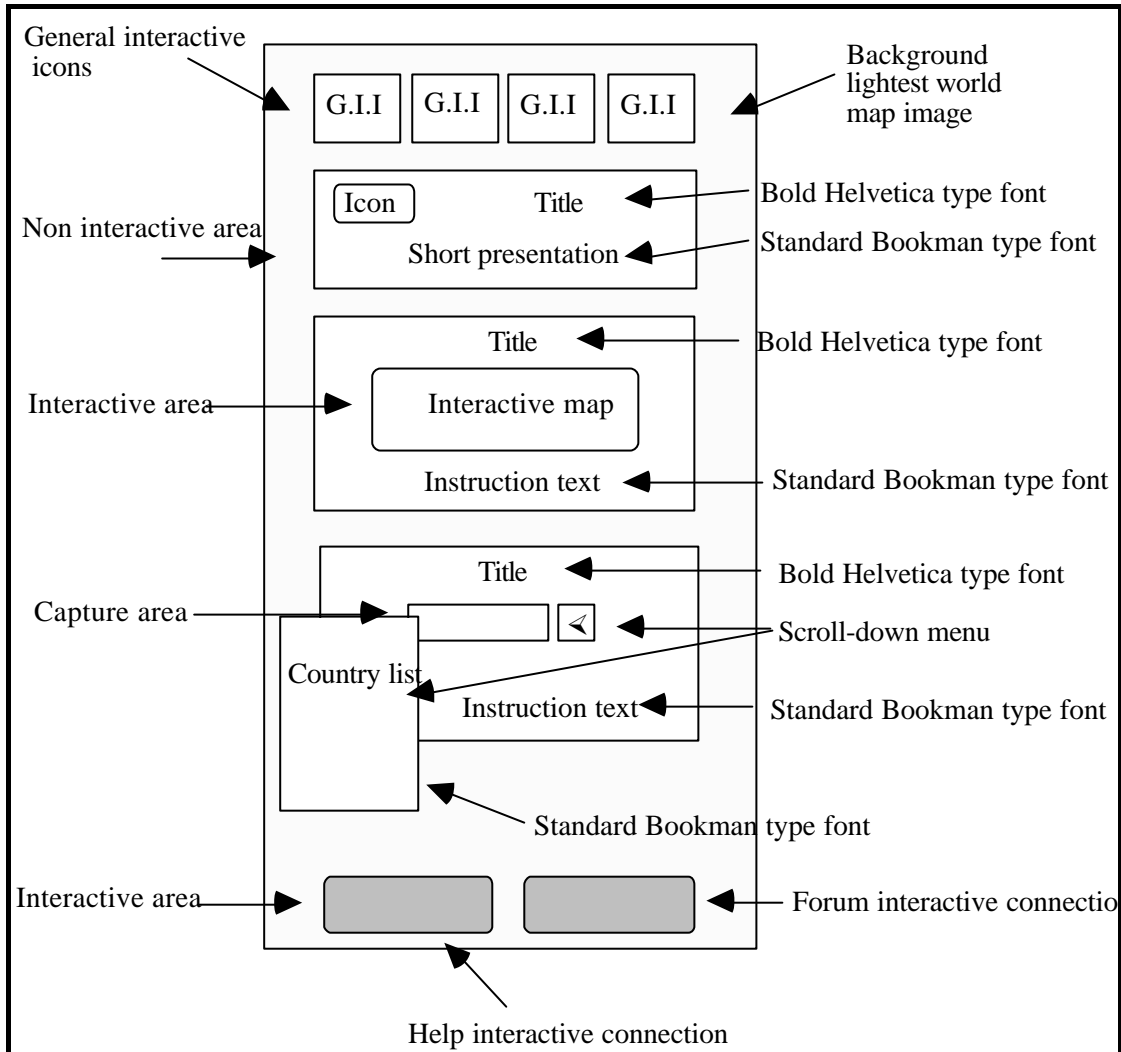 General interactive
icons
G.I.I G.I.I G.I.I G.I.I
Background
lightest world
map image
Icon Title
Bold Helvetica type font
Non interactive area
Short presentation
Standard Bookman type font
Title
Bold Helvetica type font
Interactive area
Interactive map
Instruction text
Standard Bookman type font
Title
Bold Helvetica type font
Capture area
Scroll-down menu
Country list
Instruction text
Standard Bookman type font
Standard Bookman type font
Interactive area
Forum interactive connectio
Help interactive connection